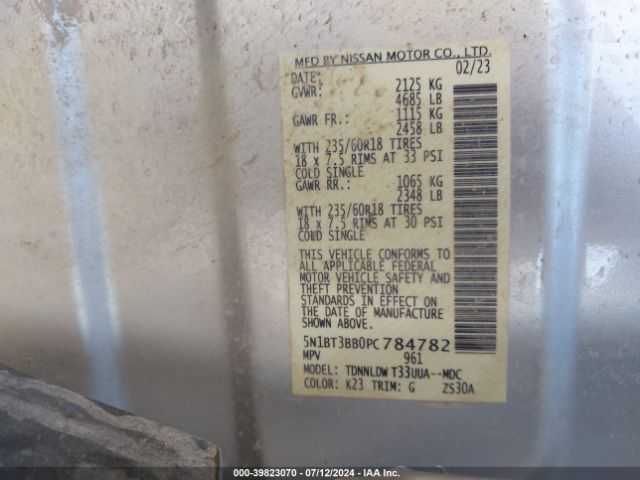 MFD BY NISSAN MOTOR CO., LTD.
DATE: 02/23
GVWR: 2125 KG
4685 LB
GAWR FR.: 1115 KG
2458 LB
WITH 235/60R18 TIRES
18 x 7.5 RIMS AT 33 PSI
COLD SINGLE
GAWR RR.: 1065 KG
2348 LB
WITH 235/60R18 TIRES
18 x 7.5 RIMS AT 30 PSI
COLD SINGLE
THIS VEHICLE CONFORMS TO
ALL APPLICABLE FEDERAL
MOTOR VEHICLE SAFETY AND
THEFT PREVENTION
STANDARDS IN EFFECT ON
THE DATE OF MANUFACTURE
SHOWN ABOVE.
5N1BT3BB0PC784782
MPV 961
MODEL: TDNNLDW T33UUA--MDC
COLOR: K23 TRIM: G ZS30A
000-39823070 - 07/12/2024 - IAA Inc.